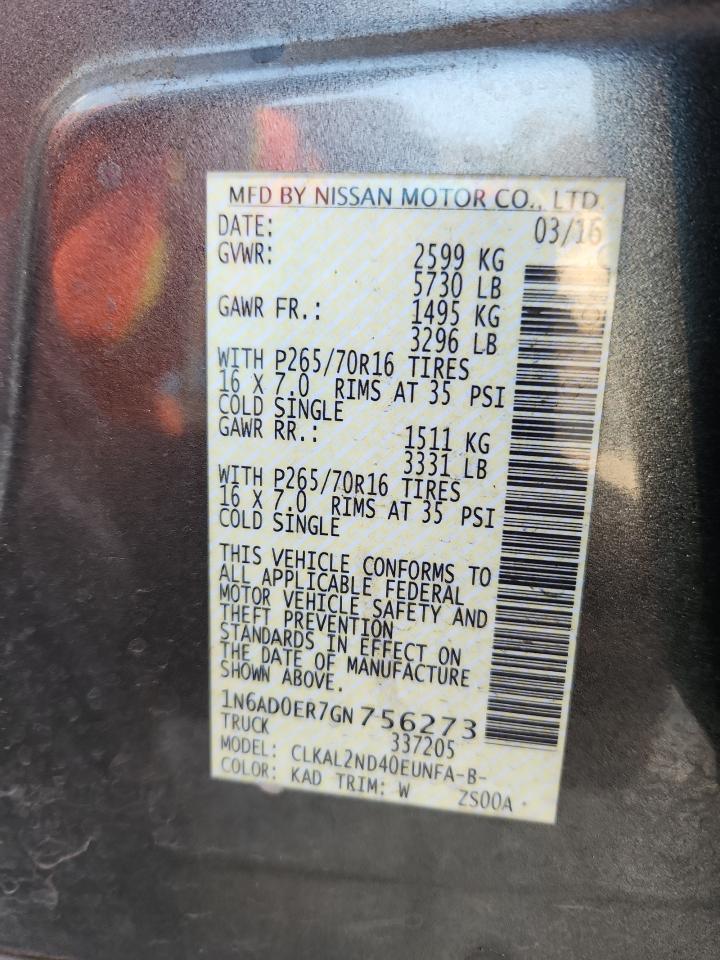 MFD BY NISSAN MOTOR CO., LTD.
DATE: 03/16
GVWR: 2599 KG
5730 LB
GAWR FR.: 1495 KG
3296 LB
WITH P265/70R16 TIRES
16 X 7.0 RIMS AT 35 PSI
COLD SINGLE
GAWR RR.: 1511 KG
3331 LB
WITH P265/70R16 TIRES
16 X 7.0 RIMS AT 35 PSI
COLD SINGLE
THIS VEHICLE CONFORMS TO
ALL APPLICABLE FEDERAL
MOTOR VEHICLE SAFETY AND
THEFT PREVENTION
STANDARDS IN EFFECT ON
THE DATE OF MANUFACTURE
SHOWN ABOVE.
1N6AD0ER7GN756273
TRUCK 337205
MODEL: CLKAL2ND40EUNFA-B-
COLOR: KAD TRIM: W ZS00A